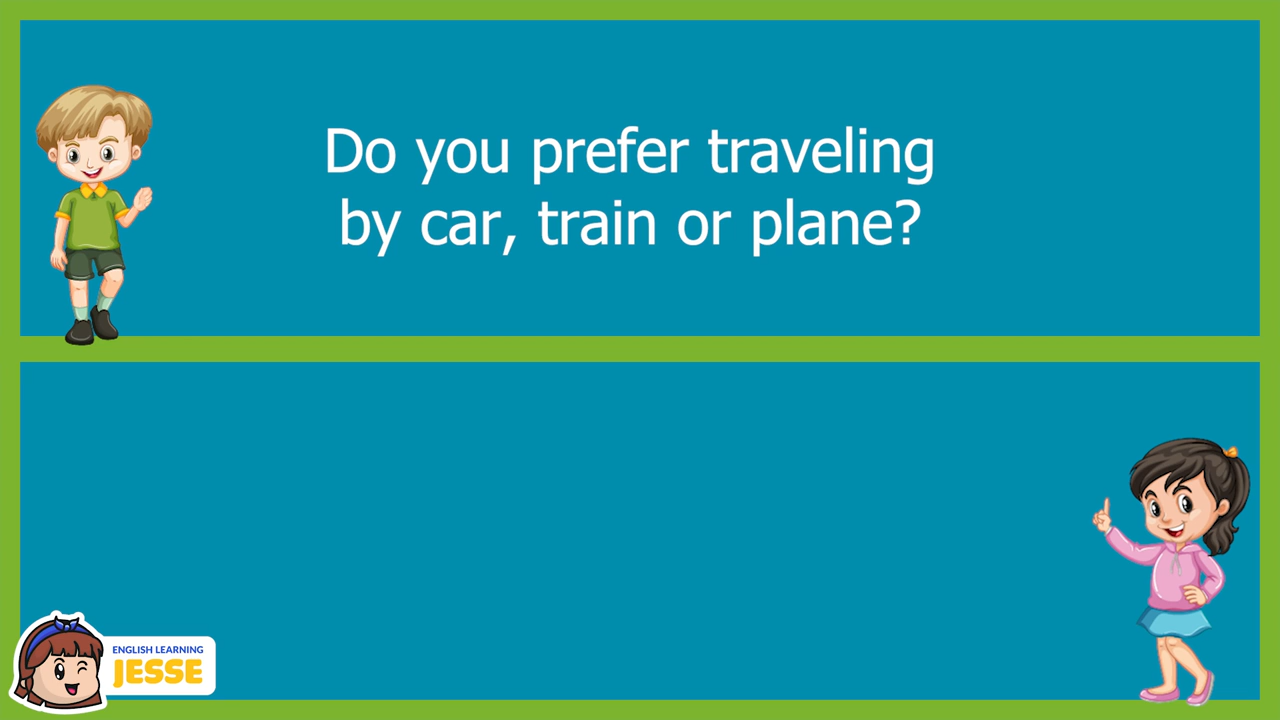 Do you prefer traveling
by car, train or plane?
ENGLISH LEARNING
JESSE